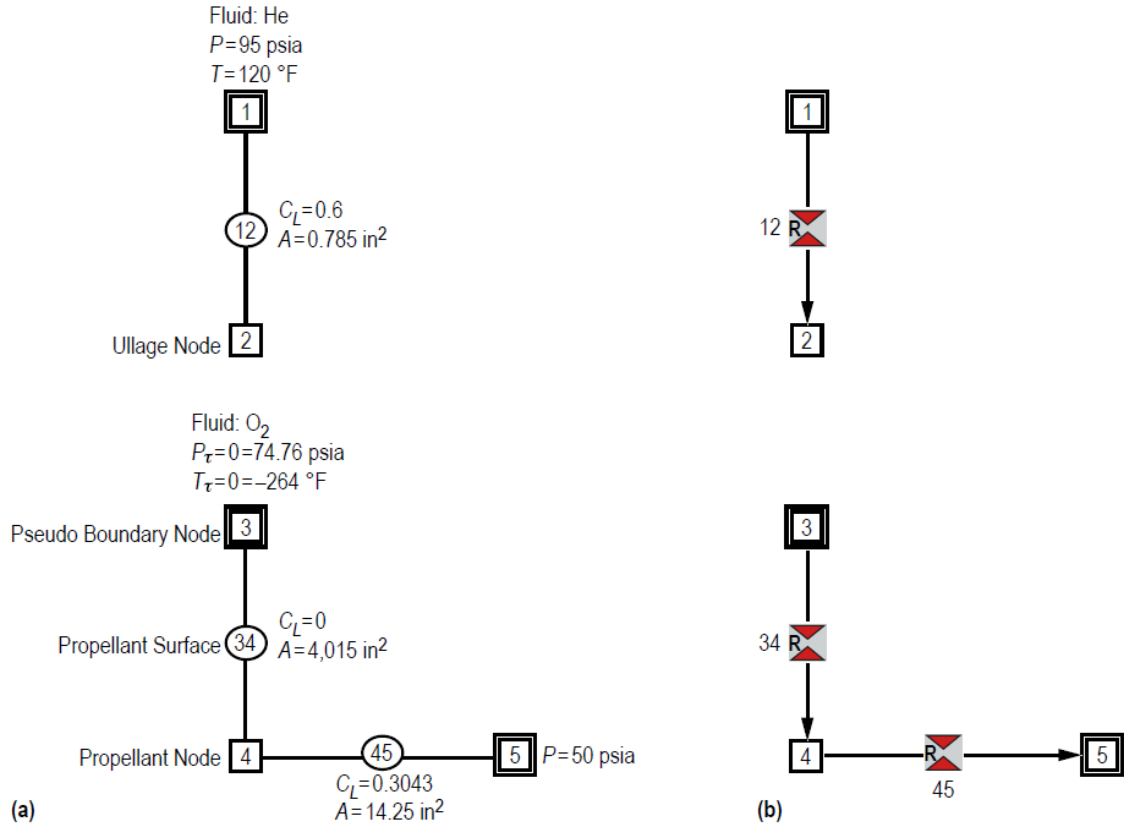 Fluid: He
P=95 psia
T=120 °F
1
12
C_L=0.6
A=0.785 in²
Ullage Node
2
Fluid: O₂
P_τ=0=74.76 psia
T_τ=0=–264 °F
Pseudo Boundary Node
3
Propellant Surface
34
C_L=0
A=4,015 in²
Propellant Node
4
45
5
P=50 psia
C_L=0.3043
A=14.25 in²
(a)
1
12
R
2
3
34
R
4
R
5
45
(b)